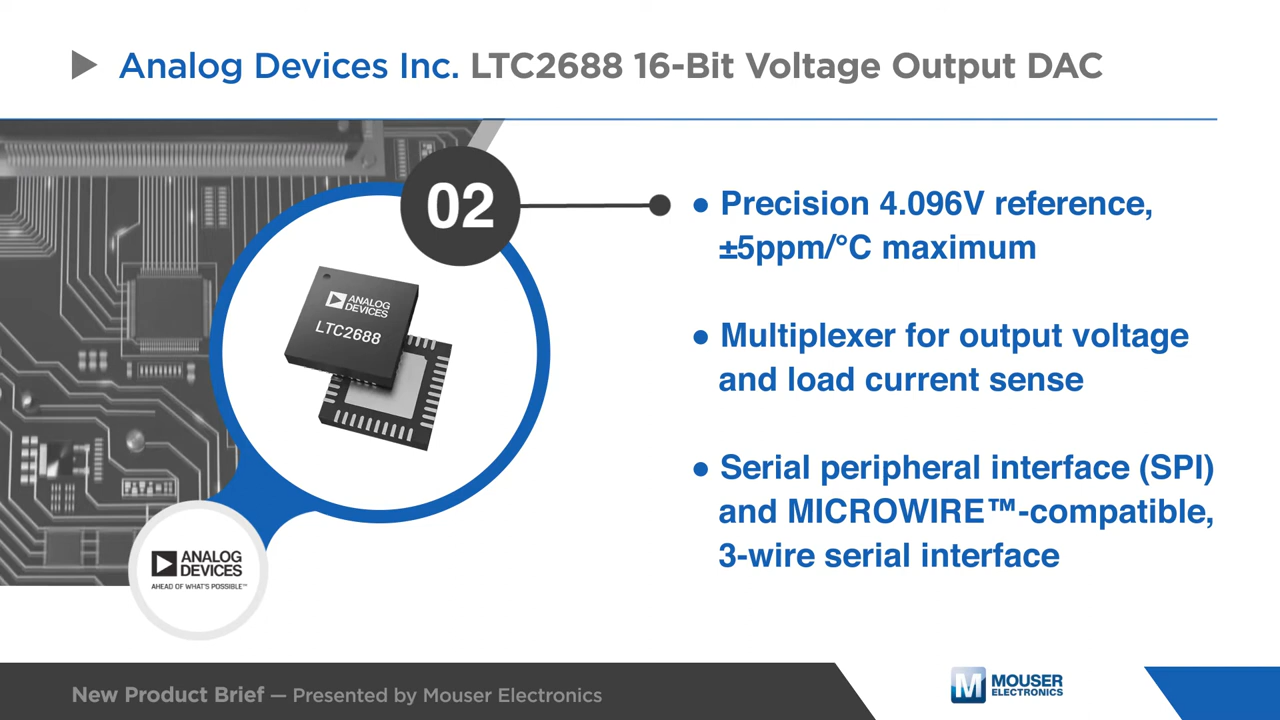 Analog Devices Inc. LTC2688 16-Bit Voltage Output DAC
02
• Precision 4.096V reference,
±5ppm/°C maximum
• Multiplexer for output voltage
and load current sense
• Serial peripheral interface (SPI)
and MICROWIRE™-compatible,
3-wire serial interface
ANALOG
DEVICES
LTC2688
ANALOG
DEVICES
AHEAD OF WHAT'S POSSIBLE™
New Product Brief — Presented by Mouser Electronics
M
MOUSER
ELECTRONICS